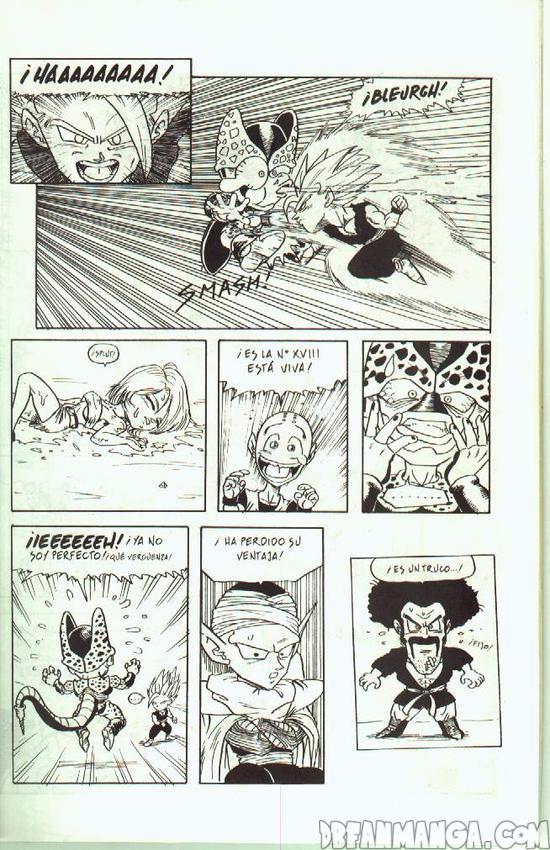 ¡HAAAAAAAAA!
¡BLEURGH!
SMASH!
¡SPLUT!
¡ES LA Nº XVIII
ESTÁ VIVA!
¡IEEEEEEH! ¡YA NO
SOY PERFECTO! ¡QUÉ VERGÜENZA!
...
¡HA PERDIDO SU
VENTAJA!
¡ES UN TRUCO...!
¡FIJO!
DBFANMANGA.COM